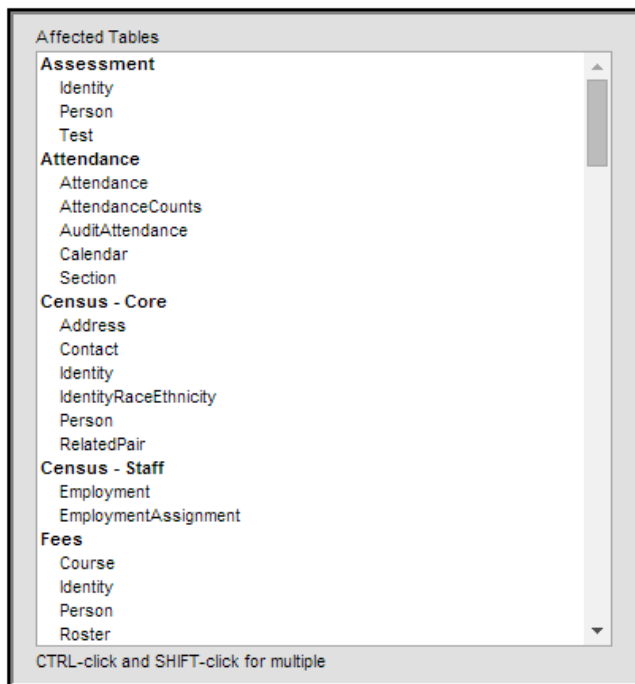 Affected Tables
Assessment
Identity
Person
Test
Attendance
Attendance
AttendanceCounts
AuditAttendance
Calendar
Section
Census - Core
Address
Contact
Identity
IdentityRaceEthnicity
Person
RelatedPair
Census - Staff
Employment
EmploymentAssignment
Fees
Course
Identity
Person
Roster
CTRL-click and SHIFT-click for multiple